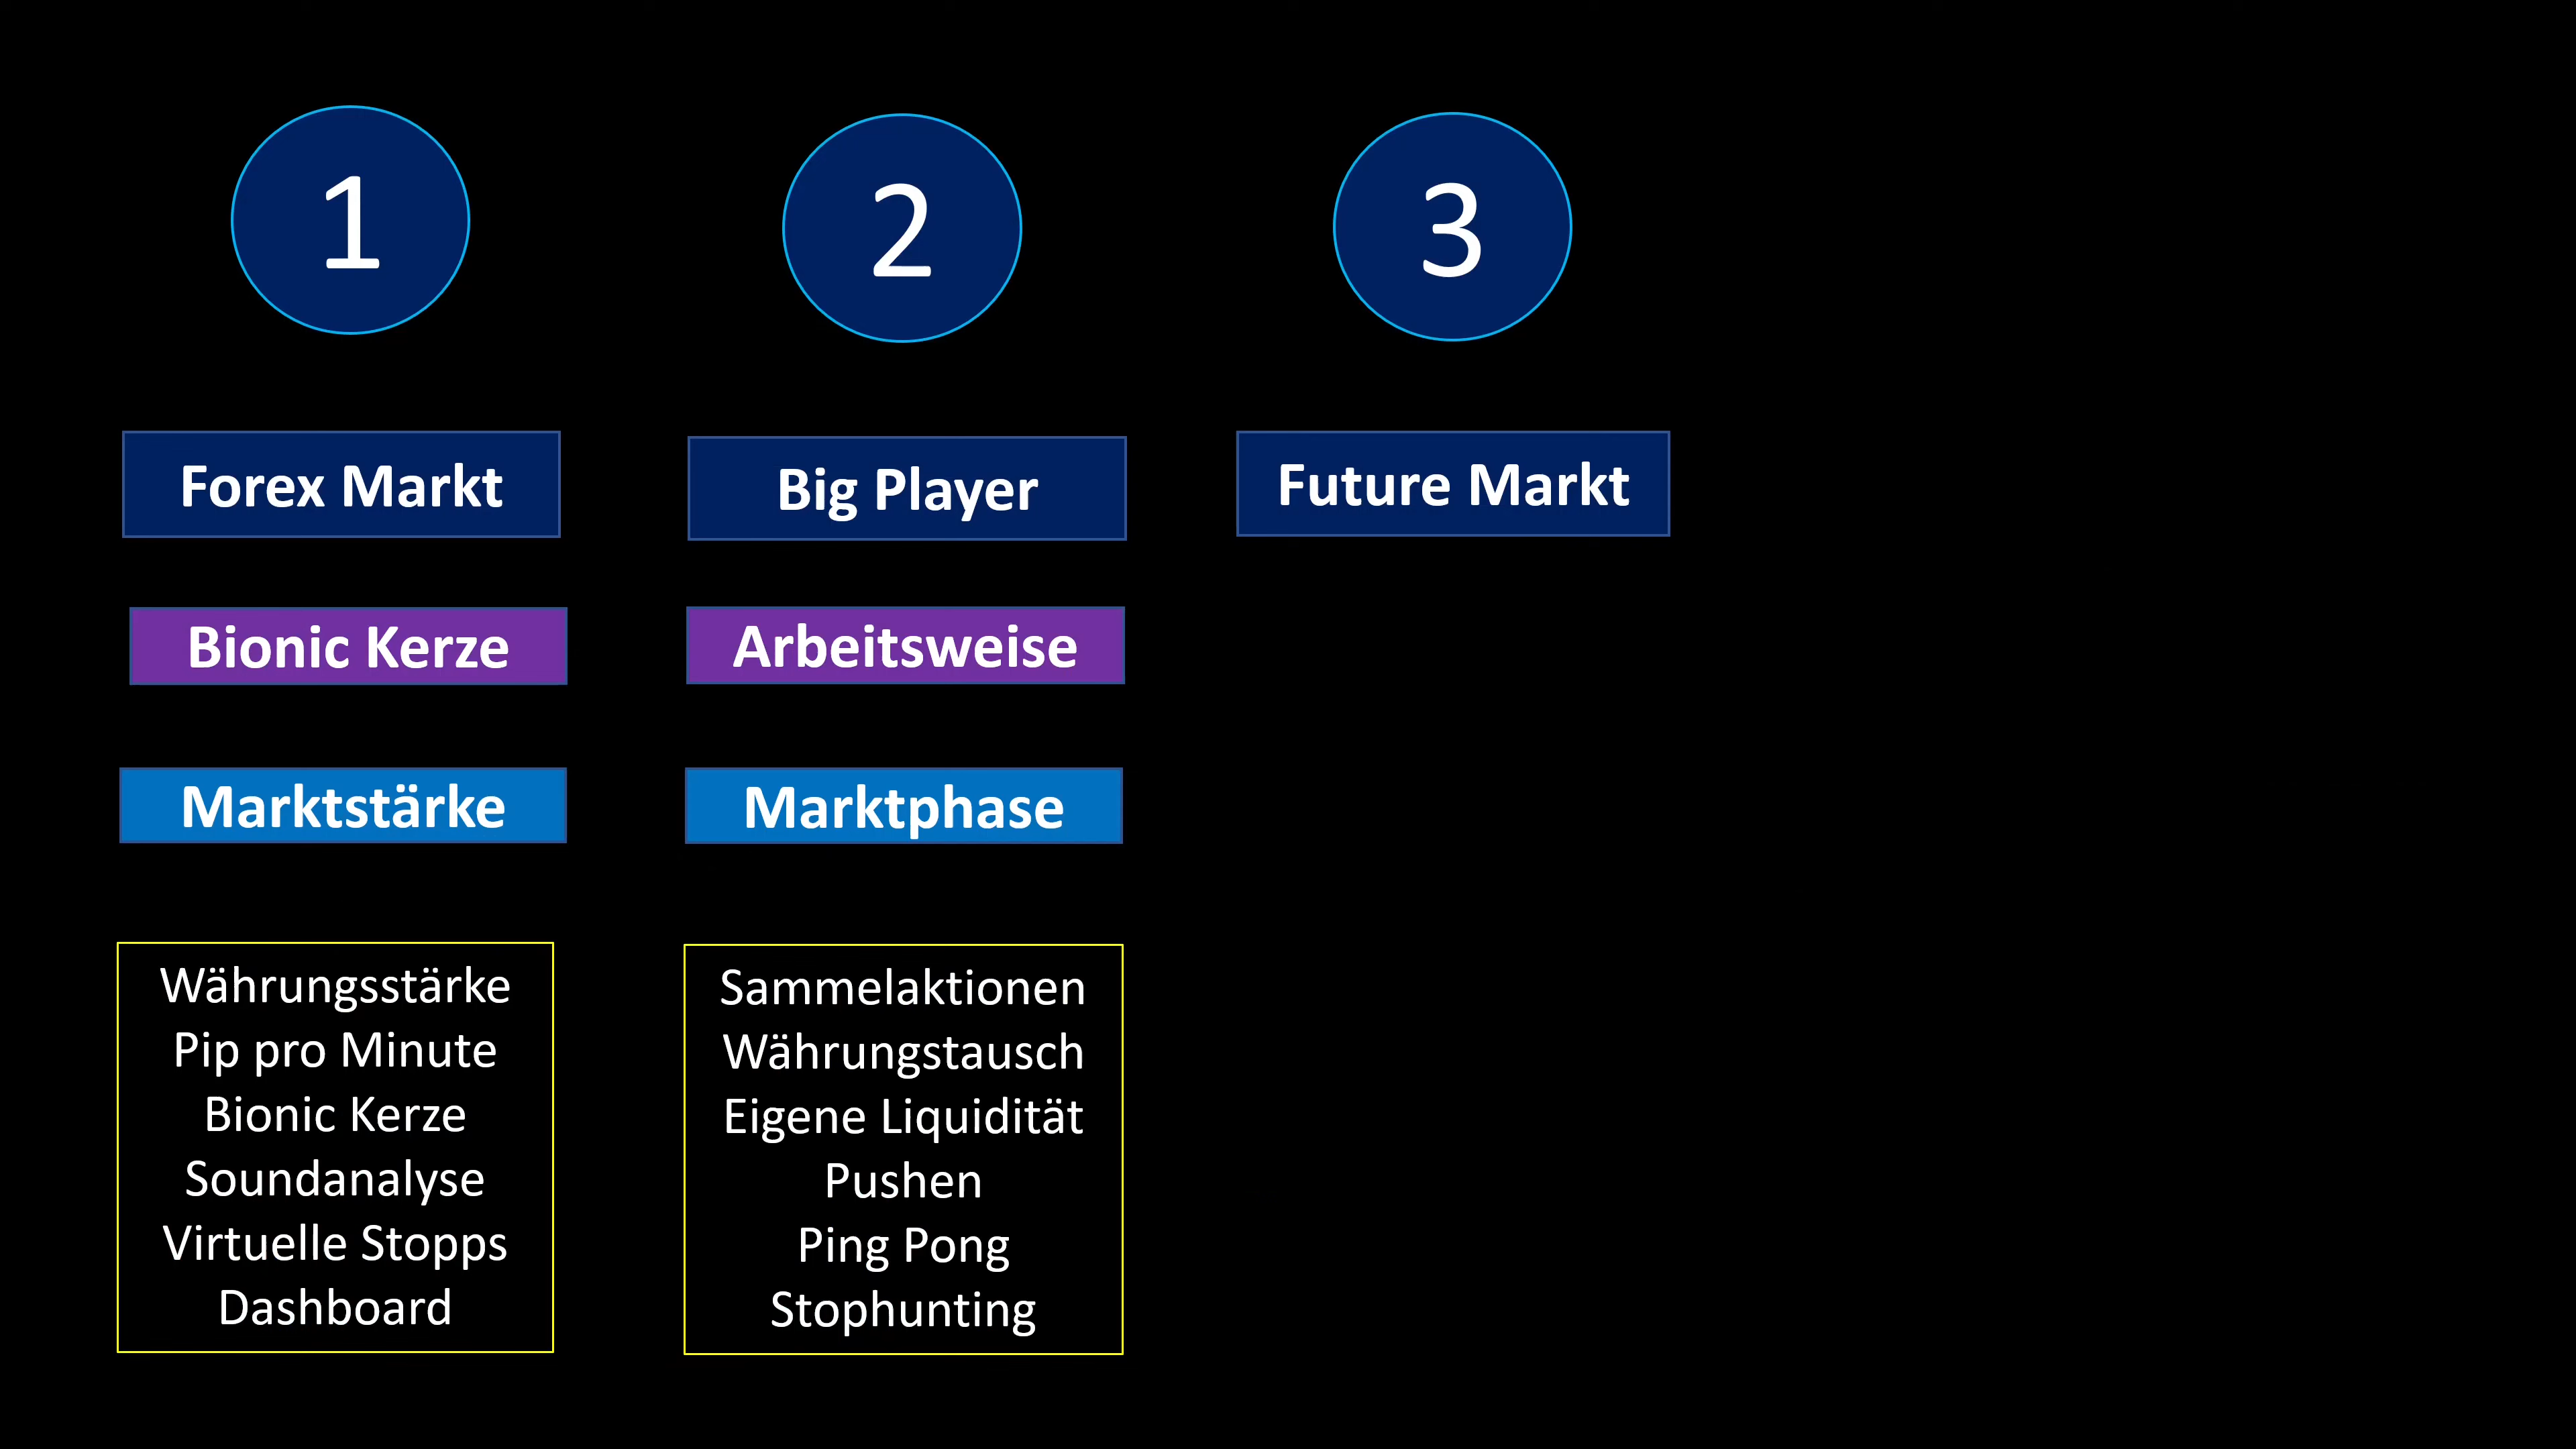 1
Forex Markt
Bionic Kerze
Marktstärke
Währungsstärke
Pip pro Minute
Bionic Kerze
Soundanalyse
Virtuelle Stopps
Dashboard
2
Big Player
Arbeitsweise
Marktphase
Sammelaktionen
Währungstausch
Eigene Liquidität
Pushen
Ping Pong
Stophunting
3
Future Markt